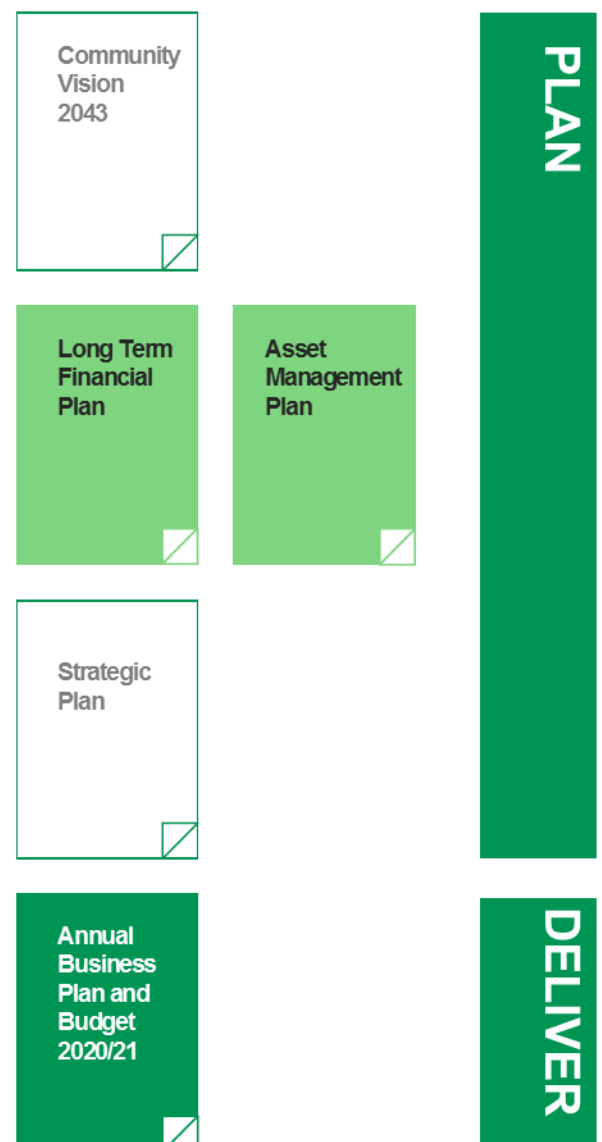 Community
Vision
2043
PLAN
Long Term
Financial
Plan
Asset
Management
Plan
Strategic
Plan
Annual
Business
Plan and
Budget
2020/21
DELIVER